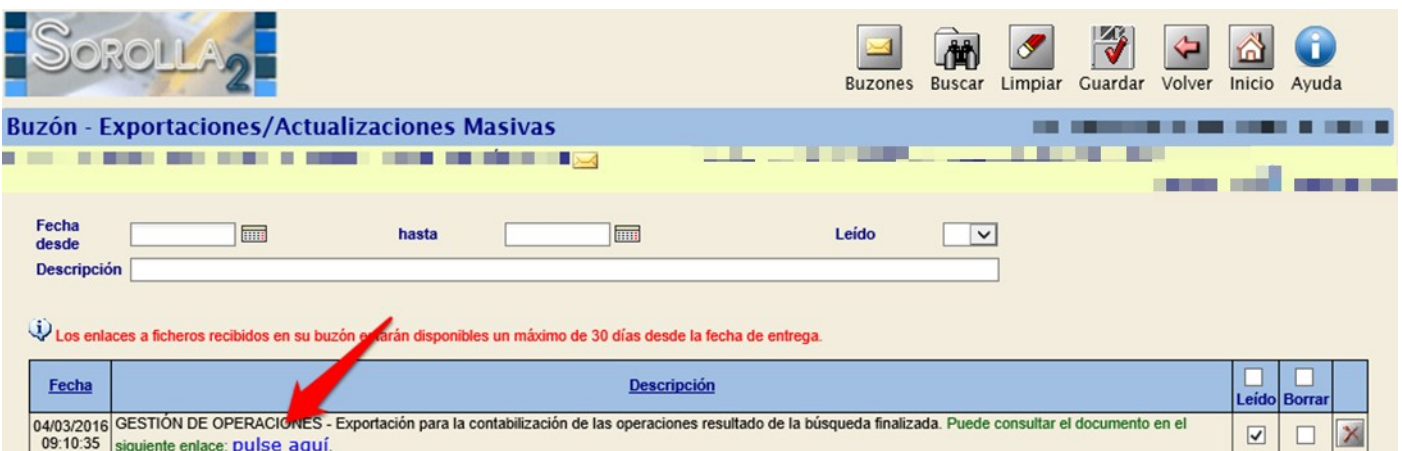 SOROLLA2
Buzones Buscar Limpiar Guardar Volver Inicio Ayuda
Buzón - Exportaciones/Actualizaciones Masivas
Fecha desde hasta Leído
Descripción
Los enlaces a ficheros recibidos en su buzón estarán disponibles un máximo de 30 días desde la fecha de entrega.
Fecha Descripción Leído Borrar
04/03/2016 GESTIÓN DE OPERACIONES - Exportación para la contabilización de las operaciones resultado de la búsqueda finalizada. Puede consultar el documento en el
09:10:35 siguiente enlace: pulse aquí.